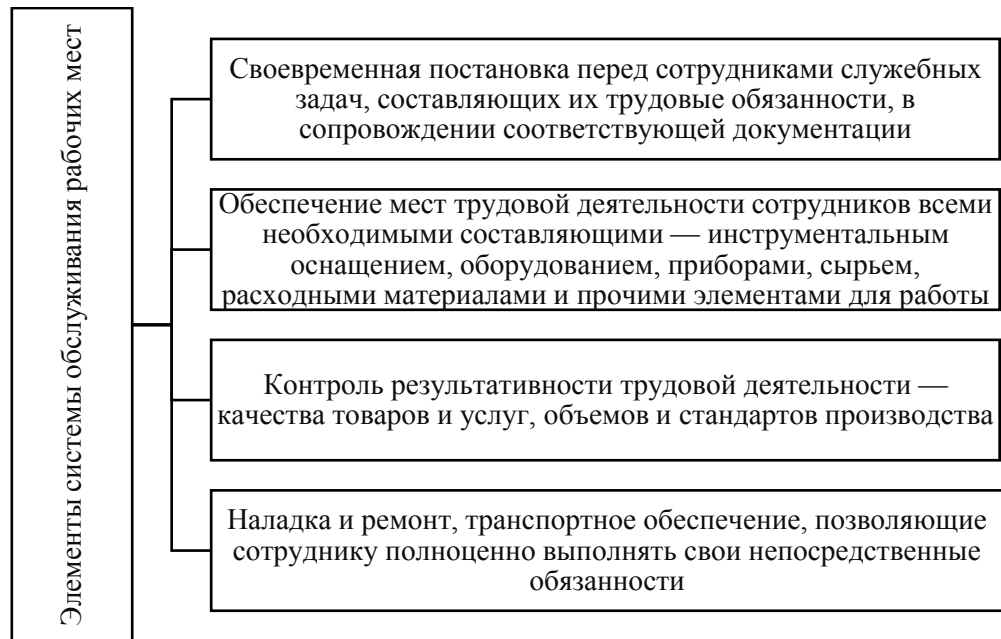 Элементы системы обслуживания рабочих мест
Своевременная постановка перед сотрудниками служебных
задач, составляющих их трудовые обязанности, в
сопровождении соответствующей документации
Обеспечение мест трудовой деятельности сотрудников всеми
необходимыми составляющими — инструментальным
оснащением, оборудованием, приборами, сырьем,
расходными материалами и прочими элементами для работы
Контроль результативности трудовой деятельности —
качества товаров и услуг, объемов и стандартов производства
Наладка и ремонт, транспортное обеспечение, позволяющие
сотруднику полноценно выполнять свои непосредственные
обязанности